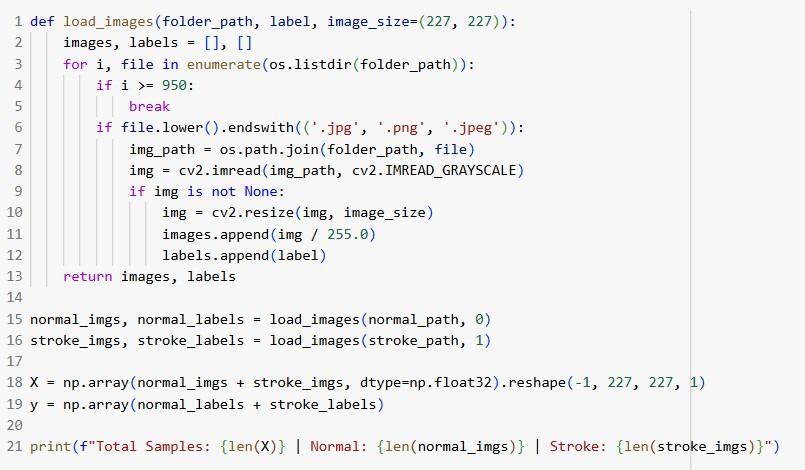 1 def load_images(folder_path, label, image_size=(227, 227)):
2     images, labels = [], []
3     for i, file in enumerate(os.listdir(folder_path)):
4         if i >= 950:
5             break
6         if file.lower().endswith(('.jpg', '.png', '.jpeg')):
7             img_path = os.path.join(folder_path, file)
8             img = cv2.imread(img_path, cv2.IMREAD_GRAYSCALE)
9             if img is not None:
10                 img = cv2.resize(img, image_size)
11                 images.append(img / 255.0)
12                 labels.append(label)
13     return images, labels
14
15 normal_imgs, normal_labels = load_images(normal_path, 0)
16 stroke_imgs, stroke_labels = load_images(stroke_path, 1)
17
18 X = np.array(normal_imgs + stroke_imgs, dtype=np.float32).reshape(-1, 227, 227, 1)
19 y = np.array(normal_labels + stroke_labels)
20
21 print(f"Total Samples: {len(X)} | Normal: {len(normal_imgs)} | Stroke: {len(stroke_imgs)}")